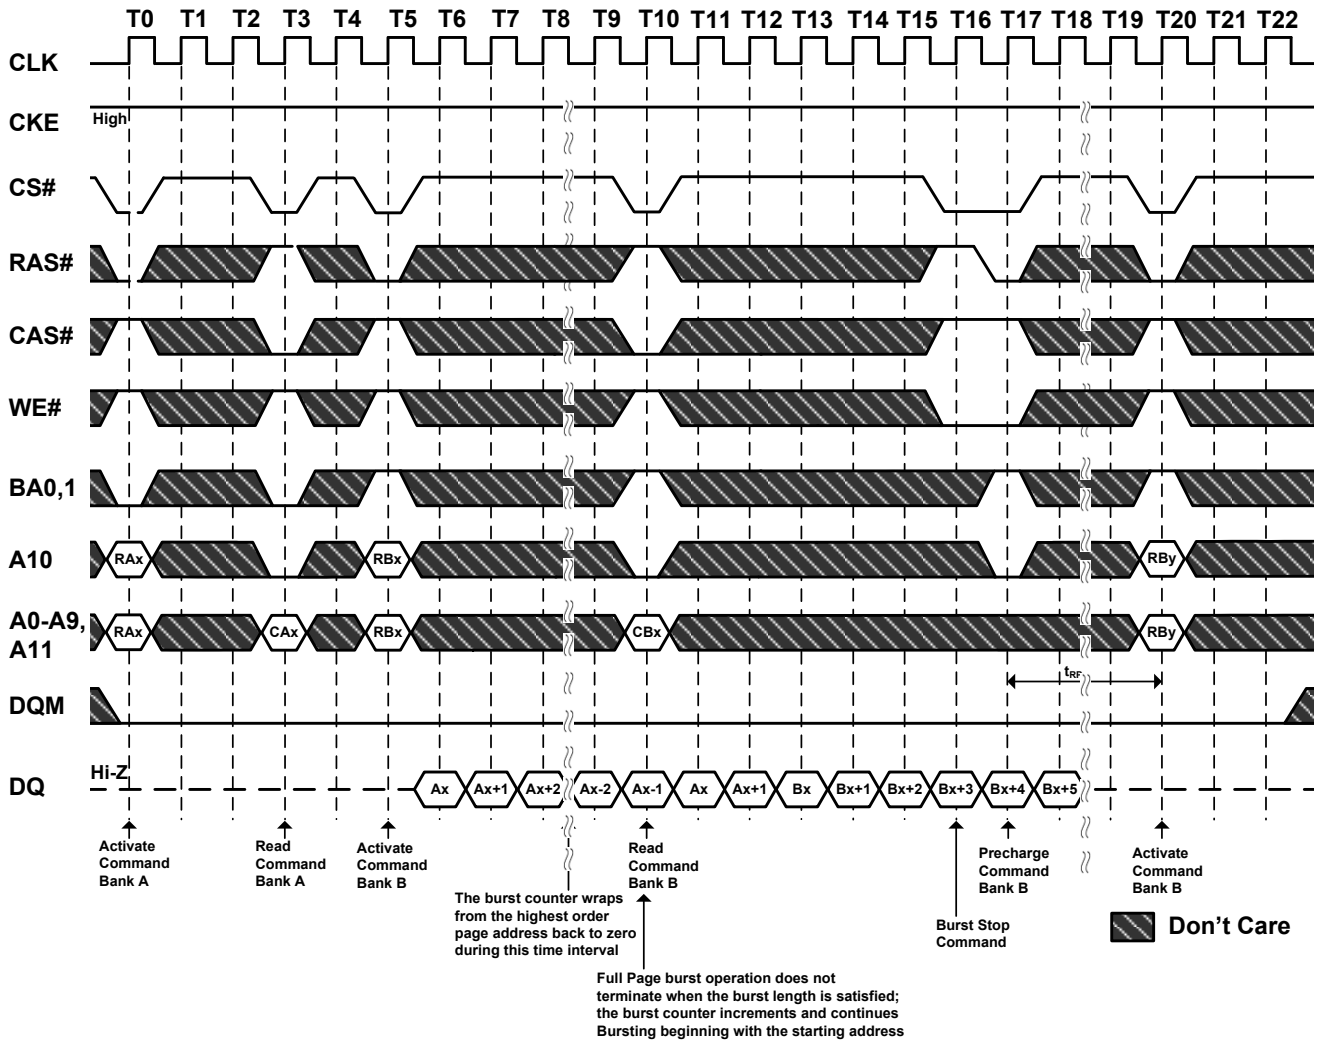 T0 T1 T2 T3 T4 T5 T6 T7 T8 T9 T10 T11 T12 T13 T14 T15 T16 T17 T18 T19 T20 T21 T22
CLK
CKE
High
CS#
RAS#
CAS#
WE#
BA0,1
A10
RAx RBx RBy
A0-A9,
A11
RAx CAx RBx CBx RBy
tRP
DQM
DQ
Hi-Z
Ax Ax+1 Ax+2 Ax-2 Ax-1 Ax Ax+1 Bx Bx+1 Bx+2 Bx+3 Bx+4 Bx+5
Activate
Command
Bank A
Read
Command
Bank A
Activate
Command
Bank B
The burst counter wraps
from the highest order
page address back to zero
during this time interval
Read
Command
Bank B
Full Page burst operation does not
terminate when the burst length is satisfied;
the burst counter increments and continues
Bursting beginning with the starting address
Burst Stop
Command
Precharge
Command
Bank B
Activate
Command
Bank B
Don't Care